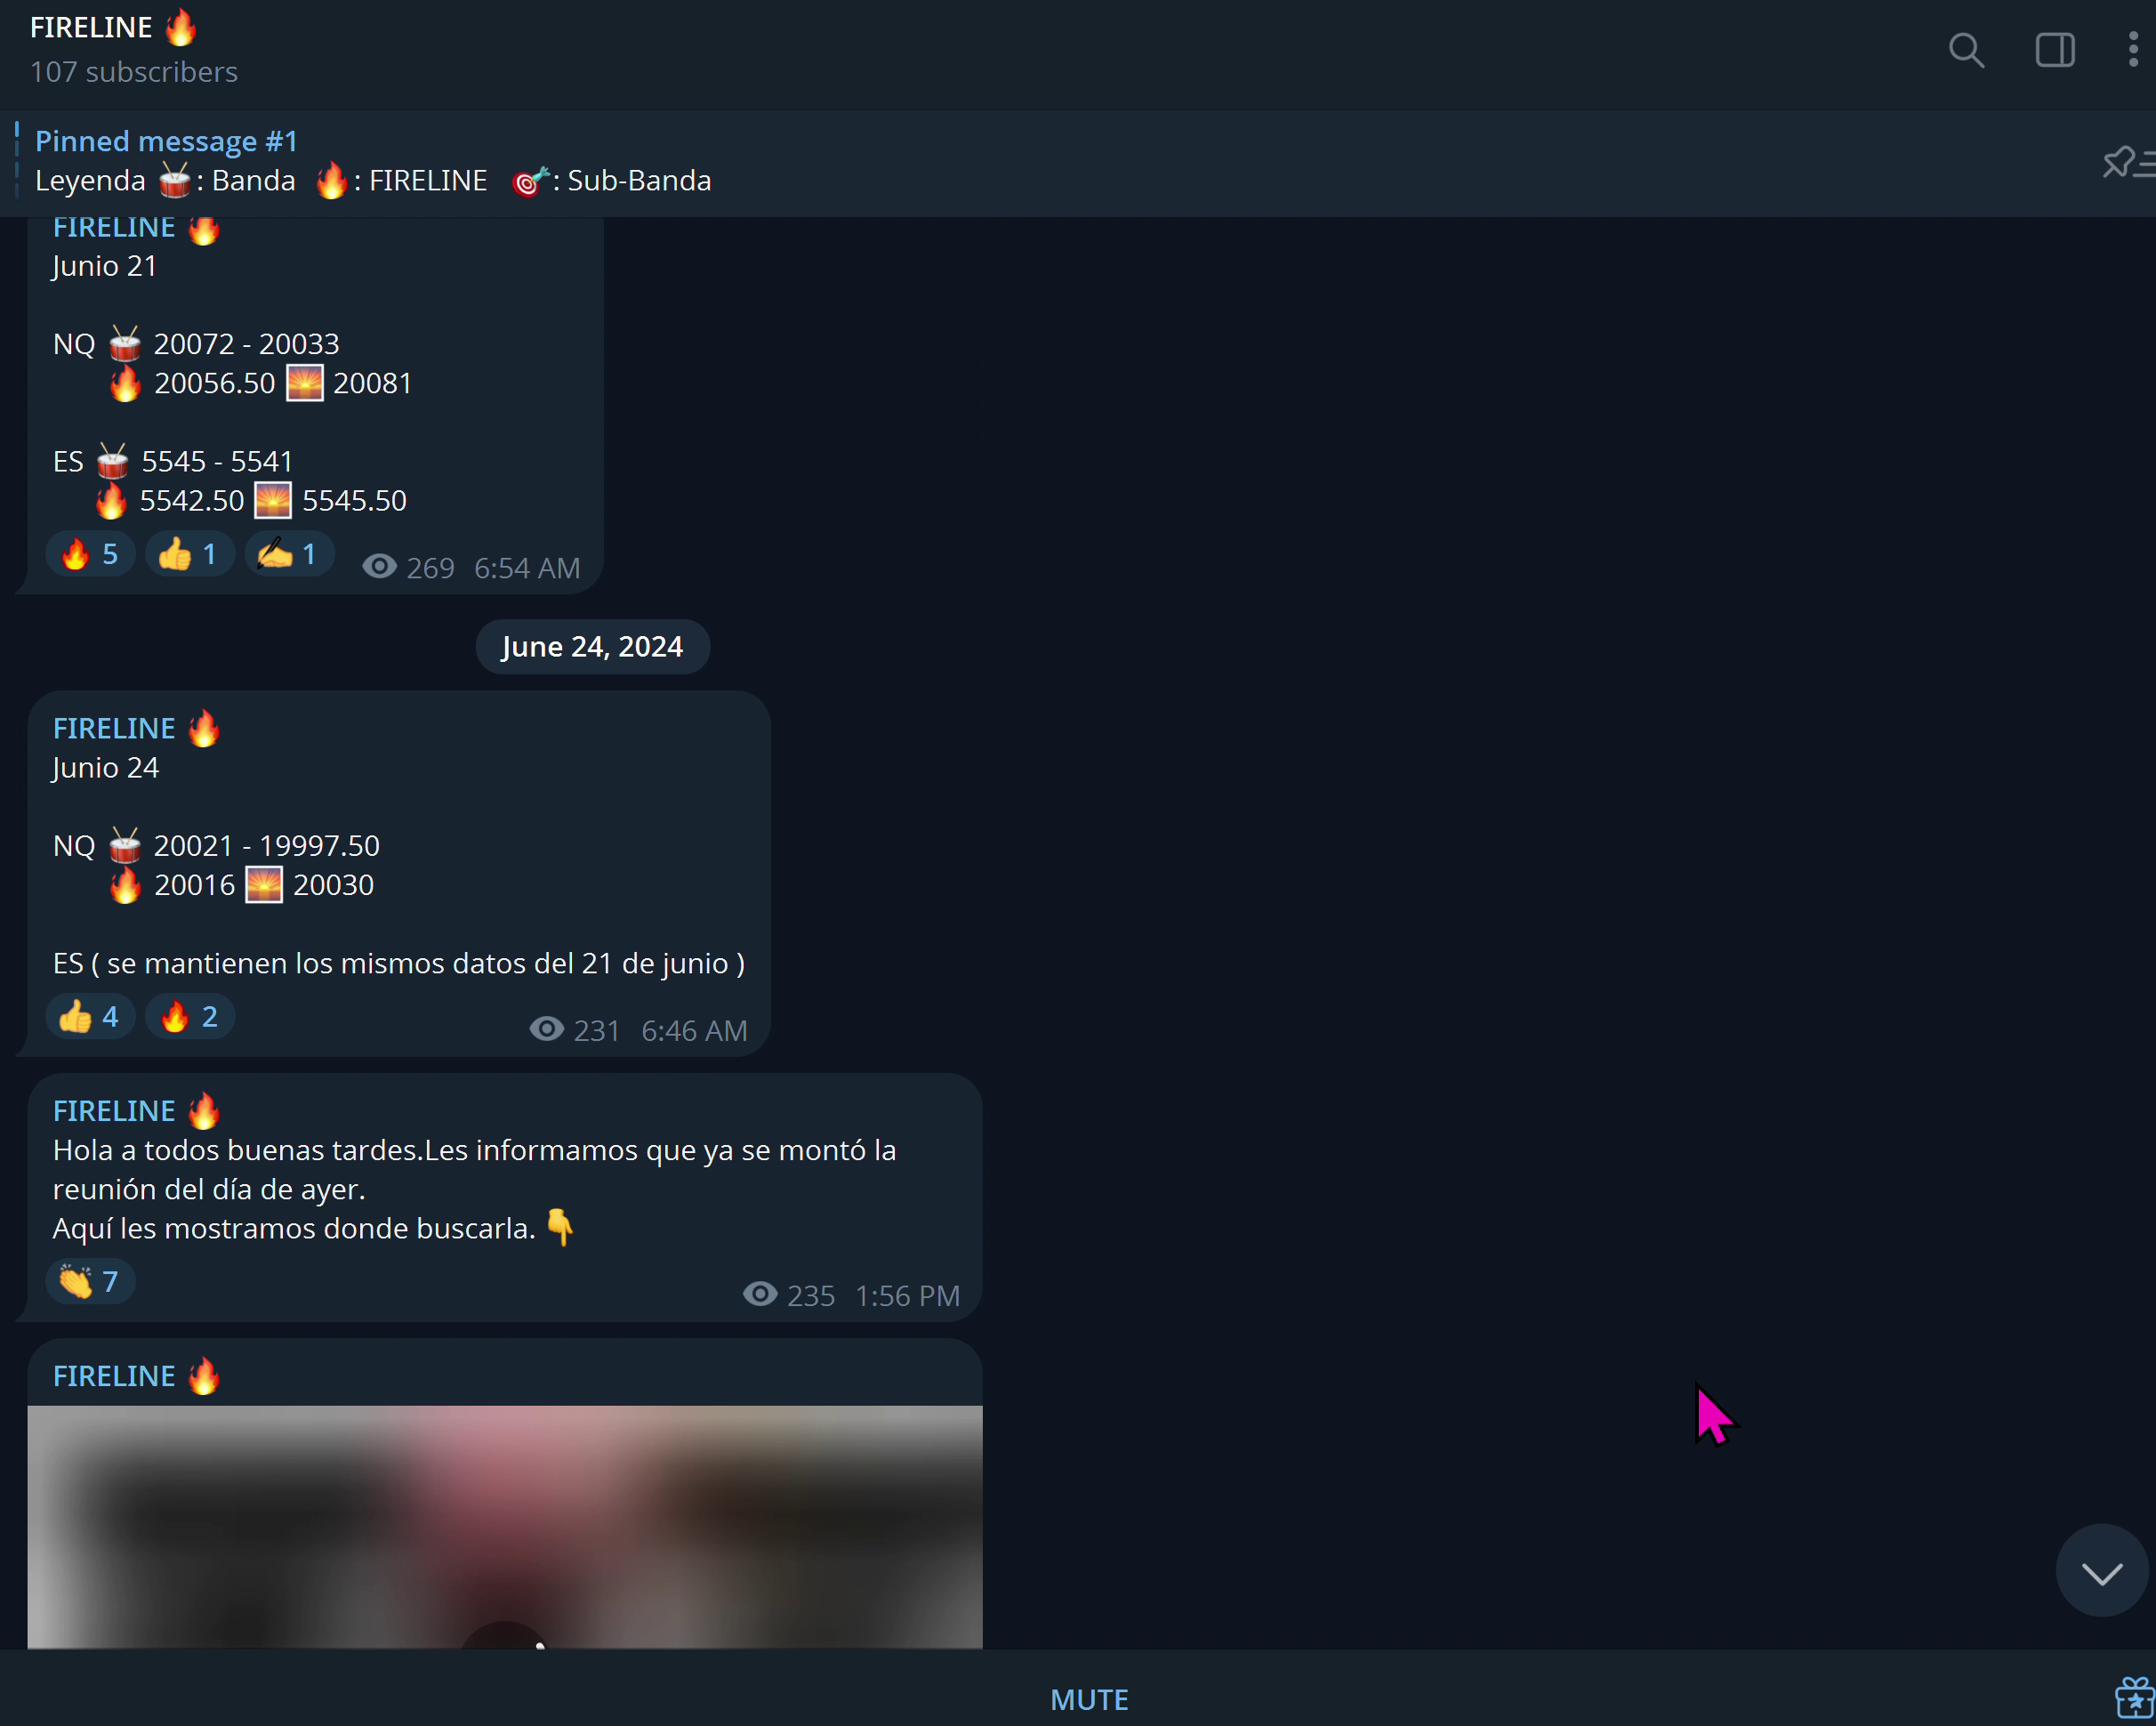 FIRELINE 🔥
107 subscribers
Pinned message #1
Leyenda 🥁: Banda 🔥: FIRELINE 🎯: Sub-Banda
FIRELINE 🔥
Junio 21
NQ 🥁 20072 - 20033
🔥 20056.50 🌅 20081
ES 🥁 5545 - 5541
🔥 5542.50 🌅 5545.50
🔥 5 👍 1 ✍ 1 269 6:54 AM
June 24, 2024
FIRELINE 🔥
Junio 24
NQ 🥁 20021 - 19997.50
🔥 20016 🌅 20030
ES ( se mantienen los mismos datos del 21 de junio )
👍 4 🔥 2 231 6:46 AM
FIRELINE 🔥
Hola a todos buenas tardes.Les informamos que ya se montó la
reunión del día de ayer.
Aquí les mostramos donde buscarla. 👇
👏 7 235 1:56 PM
FIRELINE 🔥
MUTE